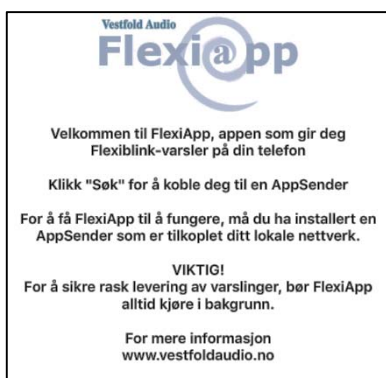 Vestfold Audio
Flexi@pp
Velkommen til FlexiApp, appen som gir deg
Flexiblink-varsler på din telefon
Klikk "Søk" for å koble deg til en AppSender
For å få FlexiApp til å fungere, må du ha installert en
AppSender som er tilkoplet ditt lokale nettverk.
VIKTIG!
For å sikre rask levering av varslinger, bør FlexiApp
alltid kjøre i bakgrunn.
For mere informasjon
www.vestfoldaudio.no